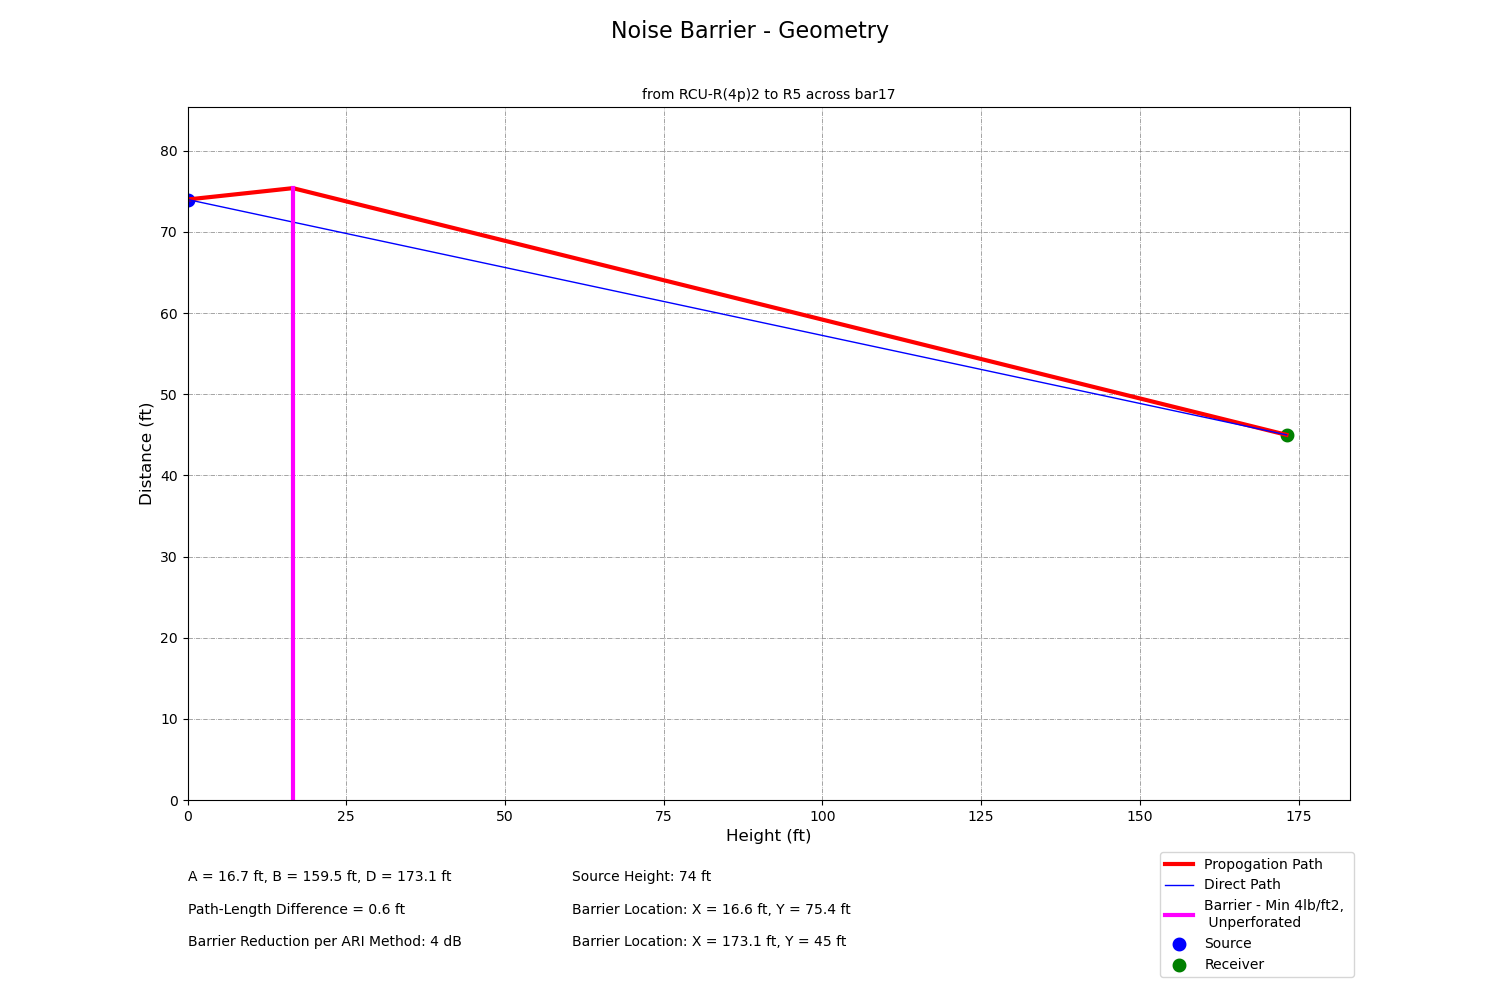 Noise Barrier - Geometry
from RCU-R(4p)2 to R5 across bar17
80
70
60
50
40
30
20
10
0
Distance (ft)
0 25 50 75 100 125 150 175
Height (ft)
A = 16.7 ft, B = 159.5 ft, D = 173.1 ft
Path-Length Difference = 0.6 ft
Barrier Reduction per ARI Method: 4 dB
Source Height: 74 ft
Barrier Location: X = 16.6 ft, Y = 75.4 ft
Barrier Location: X = 173.1 ft, Y = 45 ft
Propogation Path
Direct Path
Barrier - Min 4lb/ft2,
Unperforated
Source
Receiver